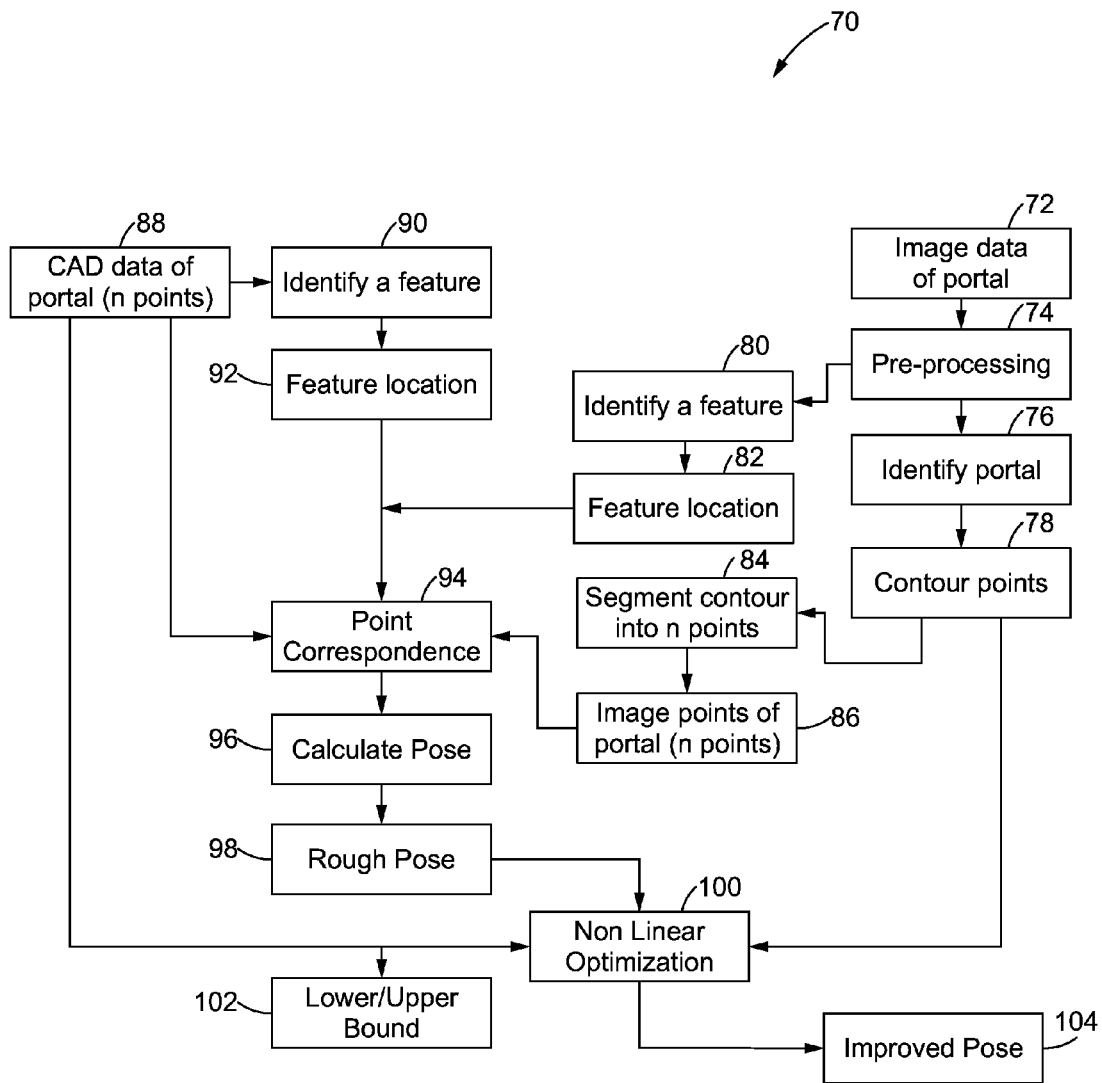 70
88
CAD data of
portal (n points)
90
Identify a feature
72
Image data
of portal
92
Feature location
80
Identify a feature
74
Pre-processing
82
Feature location
76
Identify portal
94
Point
Correspondence
84
Segment contour
into n points
78
Contour points
96
Calculate Pose
Image points of
portal (n points)
86
98
Rough Pose
100
Non Linear
Optimization
102
Lower/Upper
Bound
Improved Pose
104